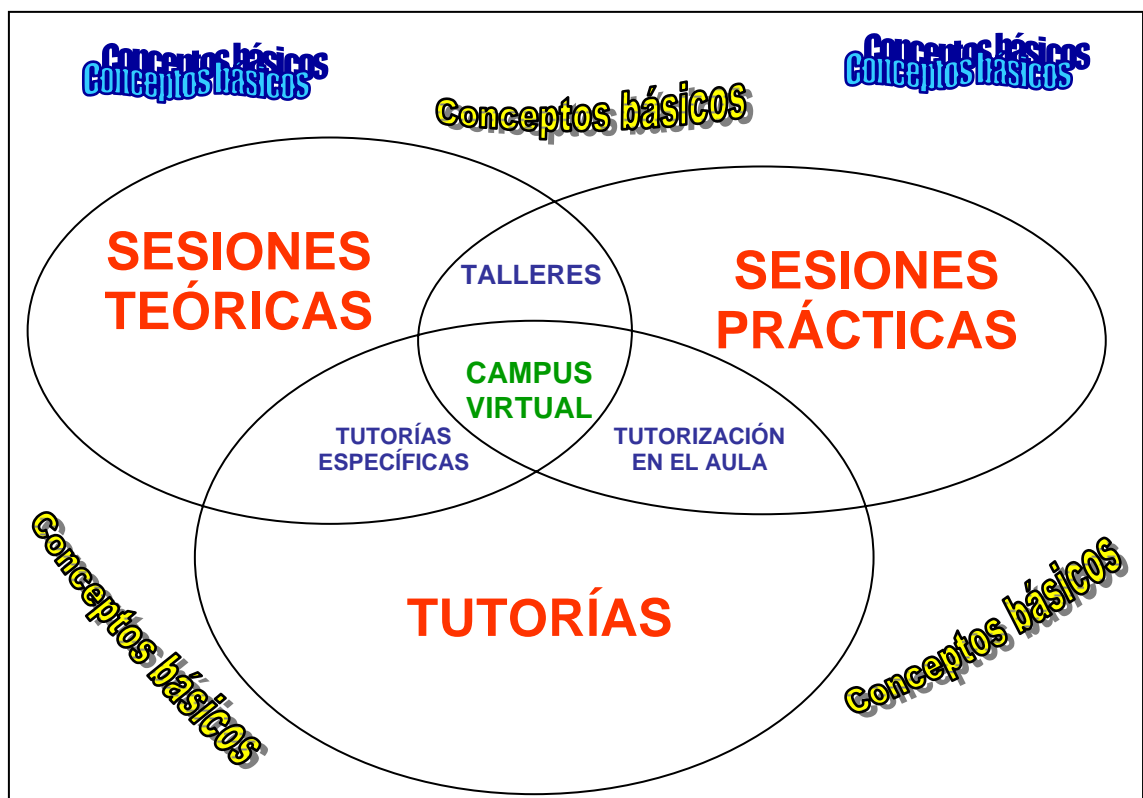 Conceptos básicos
Conceptos básicos
Conceptos básicos
Conceptos básicos
Conceptos básicos
SESIONES
TEÓRICAS
TALLERES
SESIONES
PRÁCTICAS
CAMPUS
VIRTUAL
TUTORÍAS
ESPECÍFICAS
TUTORIZACIÓN
EN EL AULA
TUTORÍAS
Conceptos básicos
Conceptos básicos